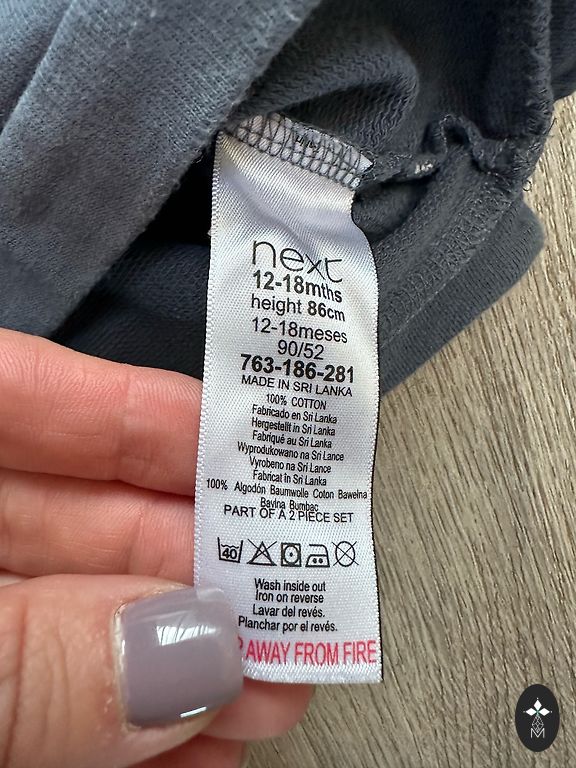 next
12-18mths
height 86cm
12-18meses
90/52
763-186-281
MADE IN SRI LANKA
100% COTTON
Fabricado en Sri Lanka
Hergestellt in Sri Lanka
Fabriqué au Sri Lanka
Wyprodukowano na Sri Lance
Vyrobeno na Sri Lance
Fabricat în Sri Lanka
100% Algodón Baumwolle Coton Bawełna
Bavlna Bumbac
PART OF A 2 PIECE SET
40
Wash inside out
Iron on reverse
Lavar del revés.
Planchar por el revés.
AWAY FROM FIRE
M